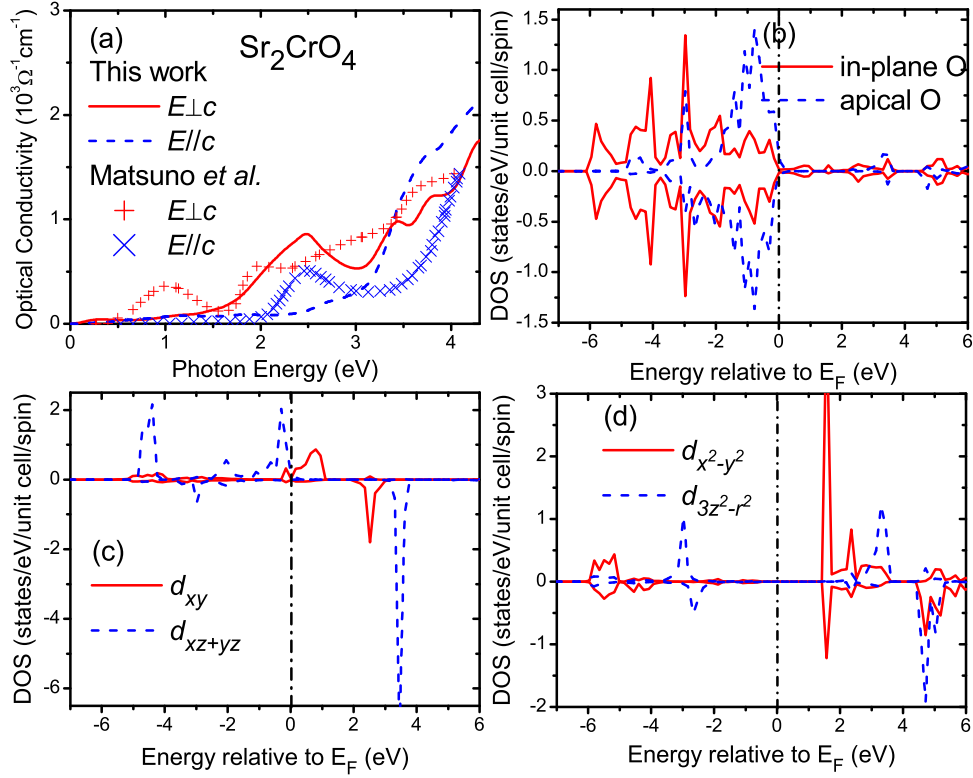 (a)
Sr2CrO4
This work
E⊥c
E//c
Matsuno et al.
E⊥c
E//c
3
2
1
0
0 1 2 3 4
Optical Conductivity (10³Ω⁻¹cm⁻¹)
Photon Energy (eV)
(b)
in-plane O
apical O
1.5
1.0
0.5
0.0
-0.5
-1.0
-1.5
-6 -4 -2 0 2 4 6
DOS (states/eV/unit cell/spin)
Energy relative to EF (eV)
(c)
dxy
dxz+yz
2
0
-2
-4
-6
-6 -4 -2 0 2 4 6
DOS (states/eV/unit cell/spin)
Energy relative to EF (eV)
(d)
dx²-y²
d3z²-r²
3
2
1
0
-1
-2
-6 -4 -2 0 2 4 6
DOS (states/eV/unit cell/spin)
Energy relative to EF (eV)